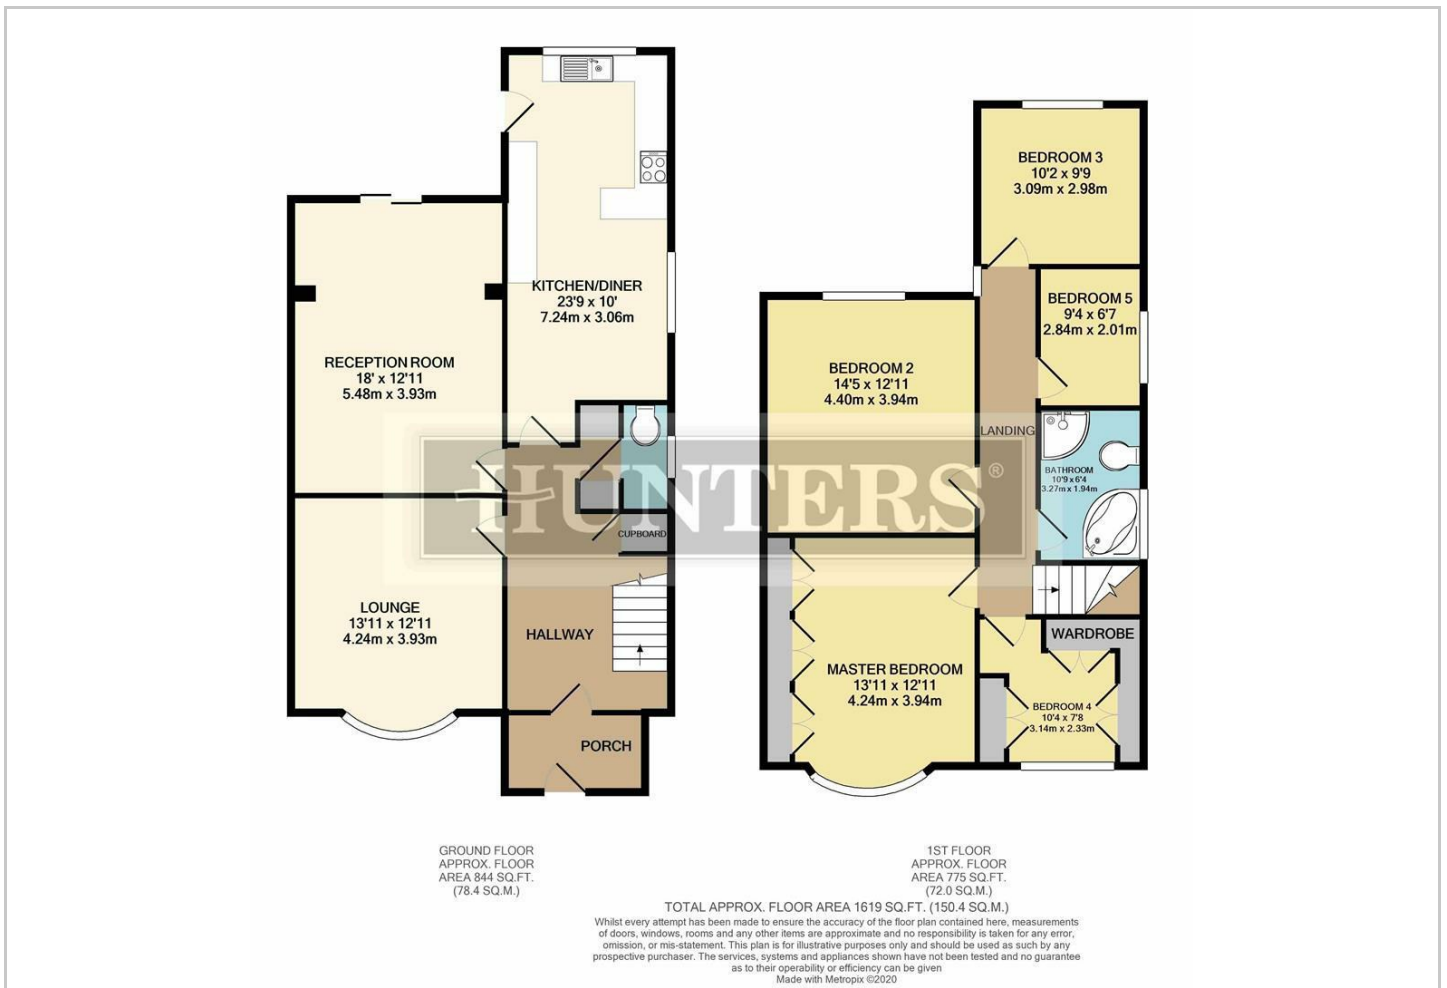 KITCHEN/DINER
23'9 x 10'
7.24m x 3.06m
RECEPTION ROOM
18' x 12'11
5.48m x 3.93m
CUPBOARD
LOUNGE
13'11 x 12'11
4.24m x 3.93m
HALLWAY
PORCH
GROUND FLOOR
APPROX. FLOOR
AREA 844 SQ.FT.
(78.4 SQ.M.)
BEDROOM 3
10'2 x 9'9
3.09m x 2.98m
BEDROOM 5
9'4 x 6'7
2.84m x 2.01m
BEDROOM 2
14'5 x 12'11
4.40m x 3.94m
LANDING
BATHROOM
10'9 x 6'4
3.27m x 1.94m
WARDROBE
MASTER BEDROOM
13'11 x 12'11
4.24m x 3.94m
BEDROOM 4
10'4 x 7'8
3.14m x 2.33m
HUNTERS®
1ST FLOOR
APPROX. FLOOR
AREA 775 SQ.FT.
(72.0 SQ.M.)
TOTAL APPROX. FLOOR AREA 1619 SQ.FT. (150.4 SQ.M.)
Whilst every attempt has been made to ensure the accuracy of the floor plan contained here, measurements
of doors, windows, rooms and any other items are approximate and no responsibility is taken for any error,
omission, or mis-statement. This plan is for illustrative purposes only and should be used as such by any
prospective purchaser. The services, systems and appliances shown have not been tested and no guarantee
as to their operability or efficiency can be given
Made with Metropix ©2020